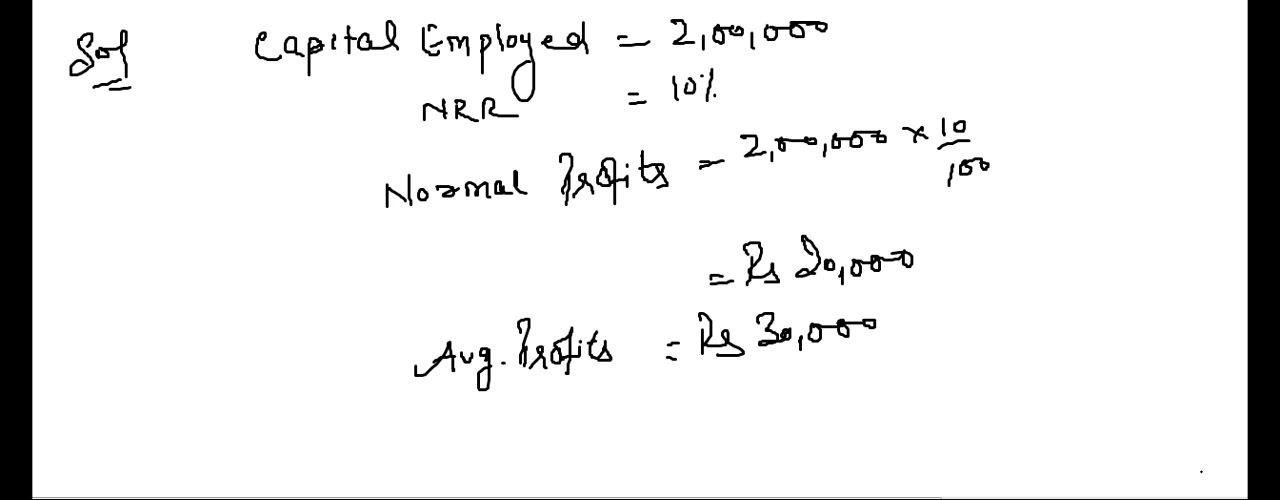 Sol Capital Employed = 2,00,000
NRR = 10%
Normal Profits = 2,00,000 × 10/100
= Rs 20,000
Avg. Profits = Rs 30,000